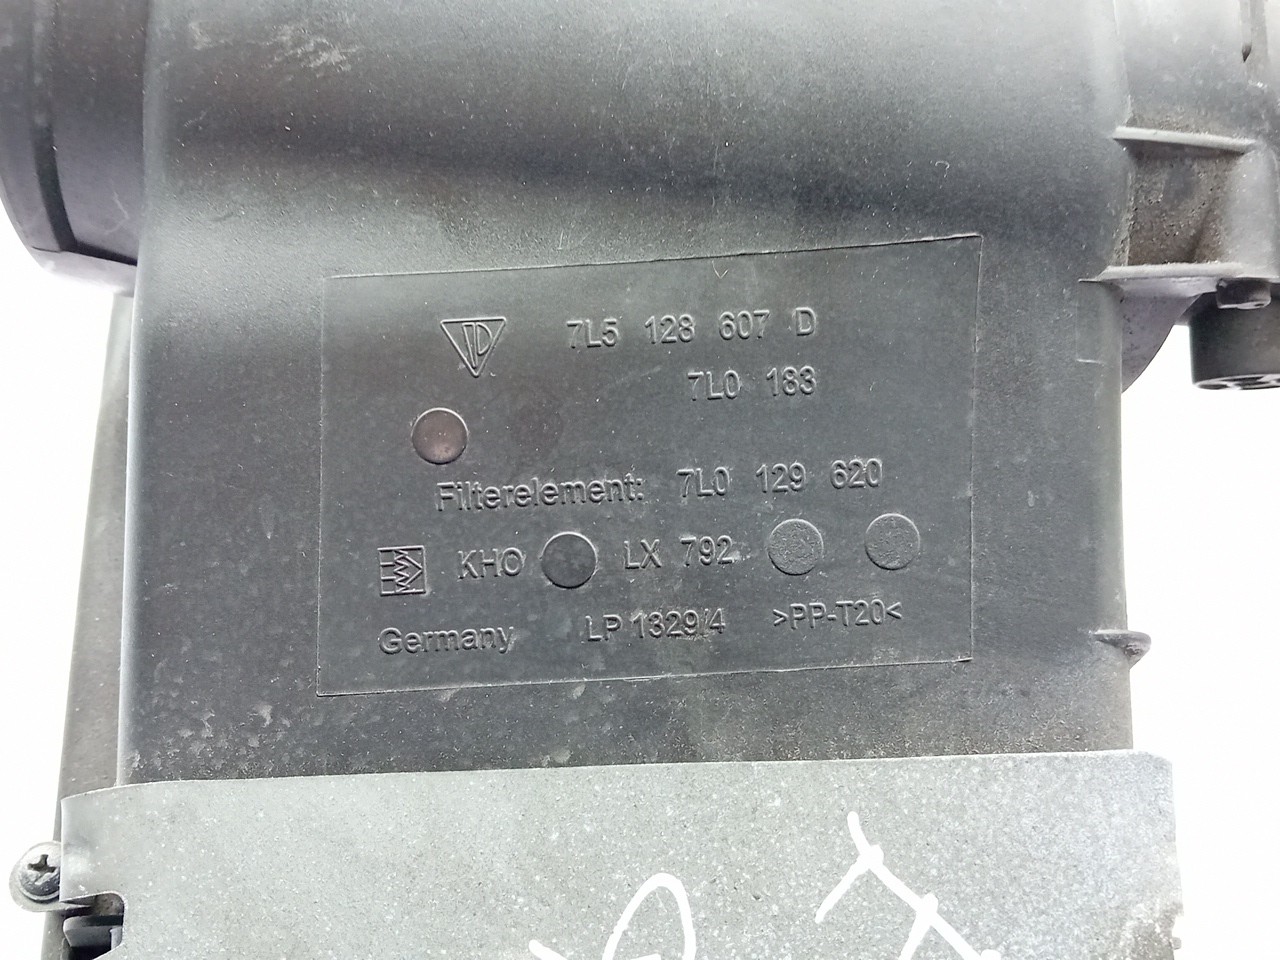 7L5 128 607 D
7L0 183
Filterelement: 7L0 129 620
KHO LX 792
Germany LP 1329/4 >PP-T20<